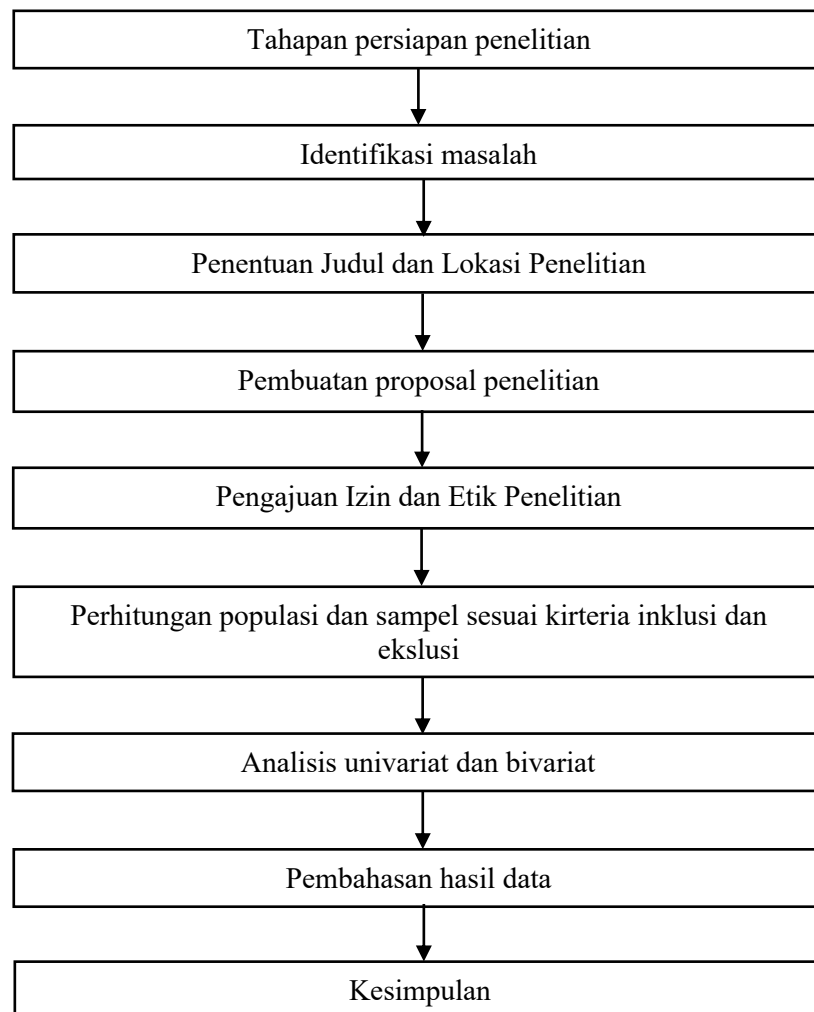 Tahapan persiapan penelitian
Identifikasi masalah
Penentuan Judul dan Lokasi Penelitian
Pembuatan proposal penelitian
Pengajuan Izin dan Etik Penelitian
Perhitungan populasi dan sampel sesuai kirteria inklusi dan
ekslusi
Analisis univariat dan bivariat
Pembahasan hasil data
Kesimpulan